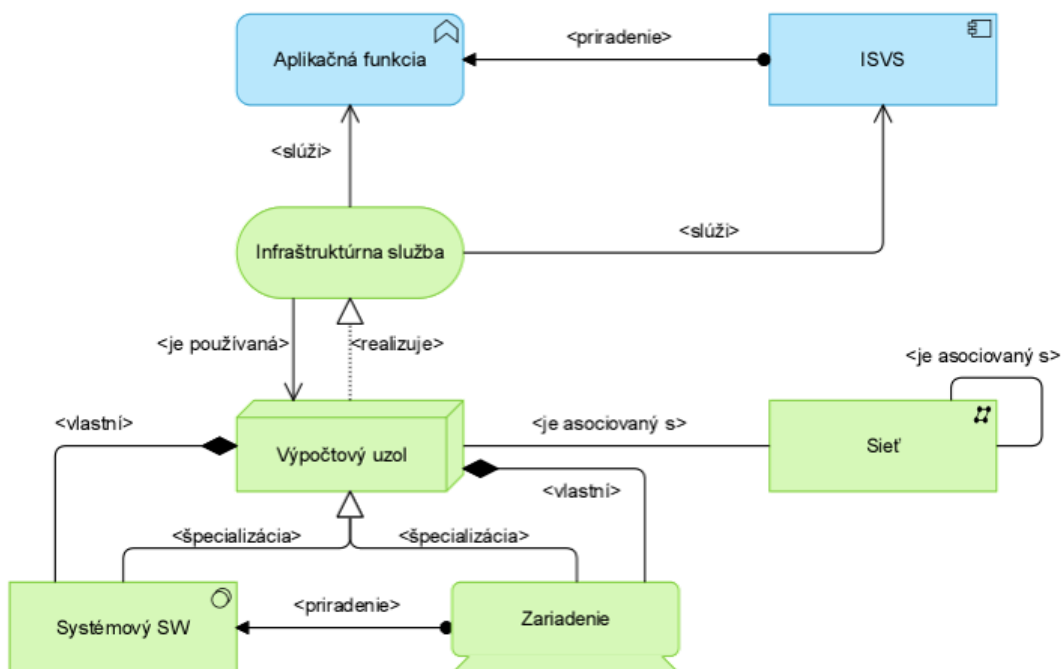 <priradenie>
Aplikačná funkcia
ISVS
<slúži>
<slúži>
Infraštruktúrna služba
<je používaná>
<realizuje>
<je asociovaný s>
<vlastní>
<je asociovaný s>
Výpočtový uzol
Sieť
<vlastní>
<špecializácia>
<špecializácia>
<priradenie>
Zariadenie
Systémový SW